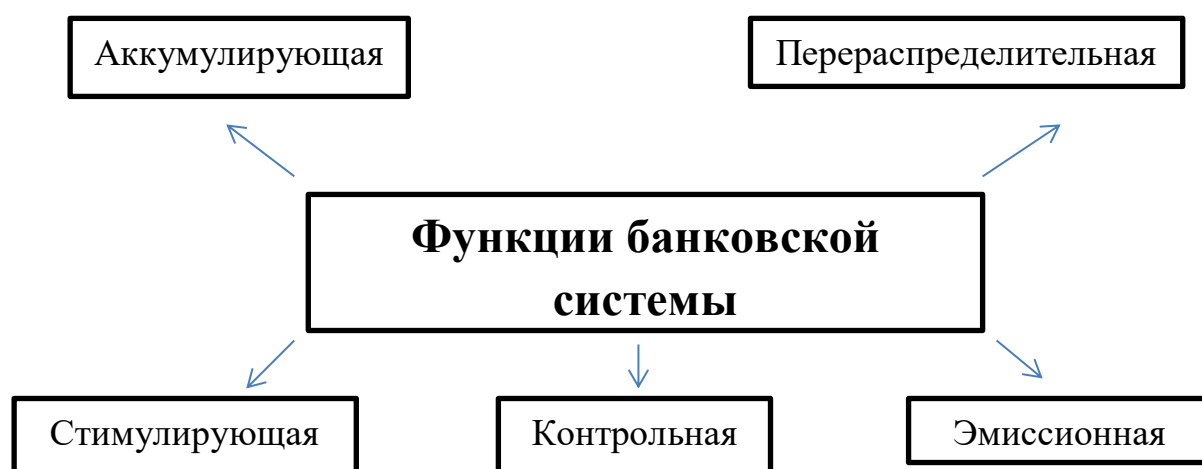 Аккумулирующая
Перераспределительная
Функции банковской
системы
Стимулирующая
Контрольная
Эмиссионная